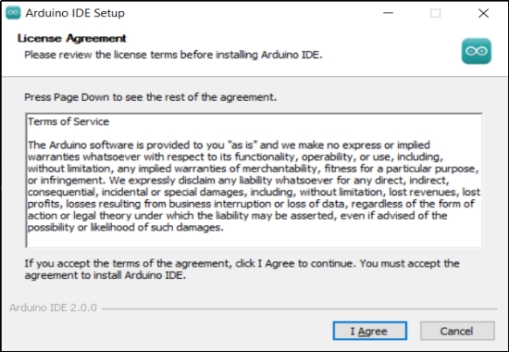 Arduino IDE Setup
License Agreement
Please review the license terms before installing Arduino IDE.
Press Page Down to see the rest of the agreement.
Terms of Service
The Arduino software is provided to you "as is" and we make no express or implied
warranties whatsoever with respect to its functionality, operability, or use, including,
without limitation, any implied warranties of merchantability, fitness for a particular purpose,
or infringement. We expressly disclaim any liability whatsoever for any direct, indirect,
consequential, incidental or special damages, including, without limitation, lost revenues, lost
profits, losses resulting from business interruption or loss of data, regardless of the form of
action or legal theory under which the liability may be asserted, even if advised of the
possibility or likelihood of such damages.
If you accept the terms of the agreement, click I Agree to continue. You must accept the
agreement to install Arduino IDE.
Arduino IDE 2.0.0
I Agree
Cancel